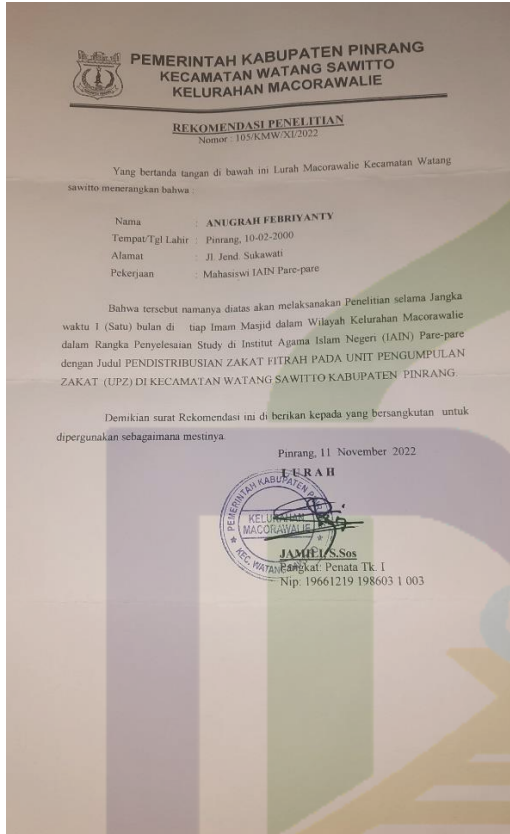 PEMERINTAH KABUPATEN PINRANG
KECAMATAN WATANG SAWITTO
KELURAHAN MACORAWALIE
REKOMENDASI PENELITIAN
Nomor : 105/KMW/XI/2022
Yang bertanda tangan di bawah ini Lurah Macorawalie Kecamatan Watang
sawitto menerangkan bahwa :
Nama : ANUGRAH FEBRIYANTY
Tempat/Tgl Lahir : Pinrang, 10-02-2000
Alamat : Jl. Jend. Sukawati
Pekerjaan : Mahasiswi IAIN Pare-pare
Bahwa tersebut namanya diatas akan melaksanakan Penelitian selama Jangka
waktu 1 (Satu) bulan di tiap Imam Masjid dalam Wilayah Kelurahan Macorawalie
dalam Rangka Penyelesaian Study di Institut Agama Islam Negeri (IAIN) Pare-pare
dengan Judul PENDISTRIBUSIAN ZAKAT FITRAH PADA UNIT PENGUMPULAN
ZAKAT (UPZ) DI KECAMATAN WATANG SAWITTO KABUPATEN PINRANG.
Demikian surat Rekomendasi ini di berikan kepada yang bersangkutan untuk
dipergunakan sebagaimana mestinya.
Pinrang, 11 November 2022
LURAH
PEMERINTAH KABUPATEN
KELURAHAN
MACORAWALIE
KEC. WATANG
JAMILI, S.Sos
Pangkat: Penata Tk. I
Nip. 19661219 198603 1 003